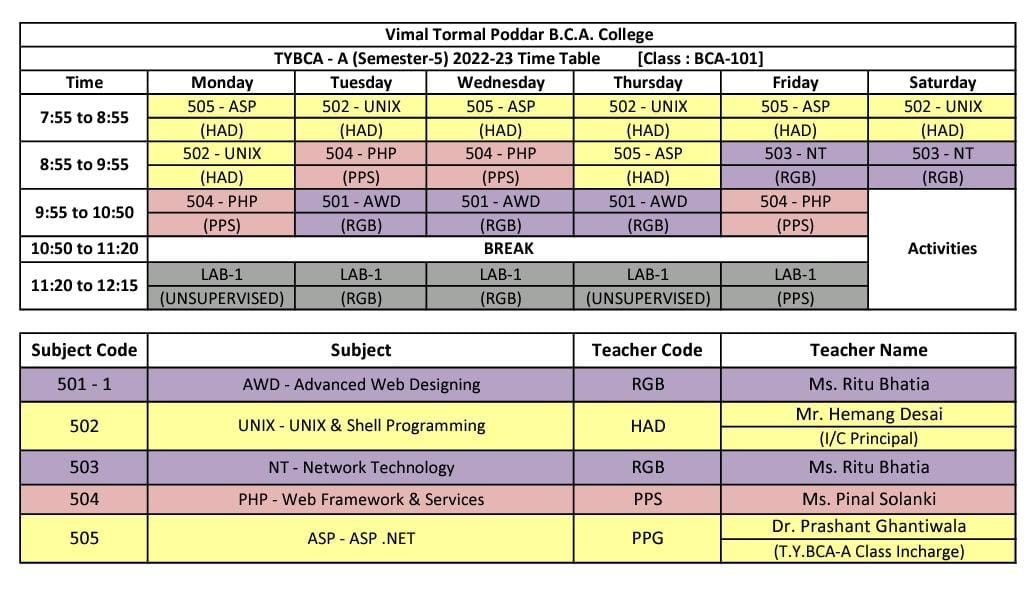 Vimal Tormal Poddar B.C.A. College
TYBCA - A (Semester-5) 2022-23 Time Table [Class : BCA-101]
Time Monday Tuesday Wednesday Thursday Friday Saturday
7:55 to 8:55
505 - ASP 502 - UNIX 505 - ASP 502 - UNIX 505 - ASP 502 - UNIX
(HAD) (HAD) (HAD) (HAD) (HAD) (HAD)
8:55 to 9:55
502 - UNIX 504 - PHP 504 - PHP 505 - ASP 503 - NT 503 - NT
(HAD) (PPS) (PPS) (HAD) (RGB) (RGB)
9:55 to 10:50
504 - PHP 501 - AWD 501 - AWD 501 - AWD 504 - PHP
(PPS) (RGB) (RGB) (RGB) (PPS)
10:50 to 11:20 BREAK Activities
11:20 to 12:15
LAB-1 LAB-1 LAB-1 LAB-1 LAB-1
(UNSUPERVISED) (RGB) (RGB) (UNSUPERVISED) (PPS)
Subject Code Subject Teacher Code Teacher Name
501 - 1 AWD - Advanced Web Designing RGB Ms. Ritu Bhatia
502 UNIX - UNIX & Shell Programming HAD Mr. Hemang Desai
(I/C Principal)
503 NT - Network Technology RGB Ms. Ritu Bhatia
504 PHP - Web Framework & Services PPS Ms. Pinal Solanki
505 ASP - ASP .NET PPG Dr. Prashant Ghantiwala
(T.Y.BCA-A Class Incharge)